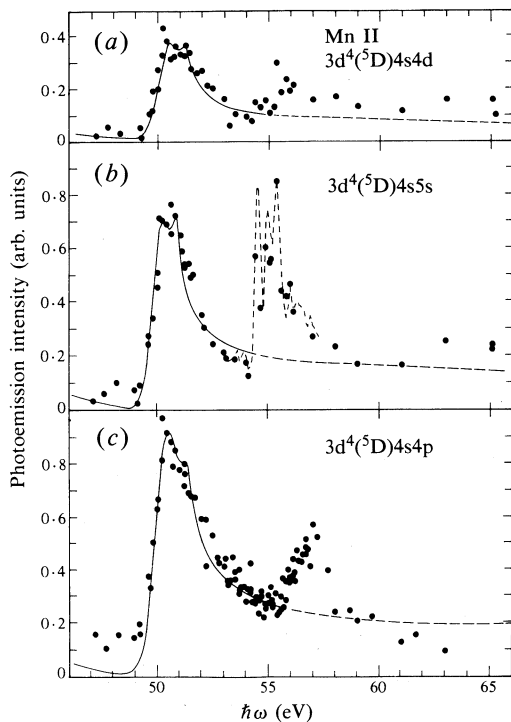 (a)
Mn II
3d⁴(⁵D)4s4d
0·4
0·2
0
(b)
3d⁴(⁵D)4s5s
0·8
0·6
0·4
0·2
0
(c)
3d⁴(⁵D)4s4p
0·8
0·6
0·4
0·2
0
Photoemission intensity (arb. units)
50 55 60 65
ħω (eV)